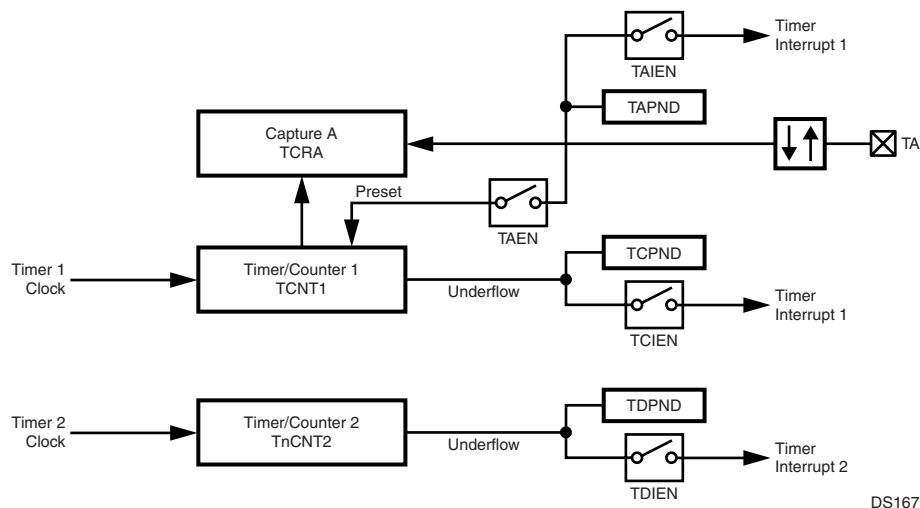 Timer
Interrupt 1
TAIEN
TAPND
Capture A
TCRA
TA
Preset
TAEN
Timer 1
Clock
Timer/Counter 1
TCNT1
Underflow
TCPND
TCIEN
Timer
Interrupt 1
Timer 2
Clock
Timer/Counter 2
TnCNT2
Underflow
TDPND
TDIEN
Timer
Interrupt 2
DS167